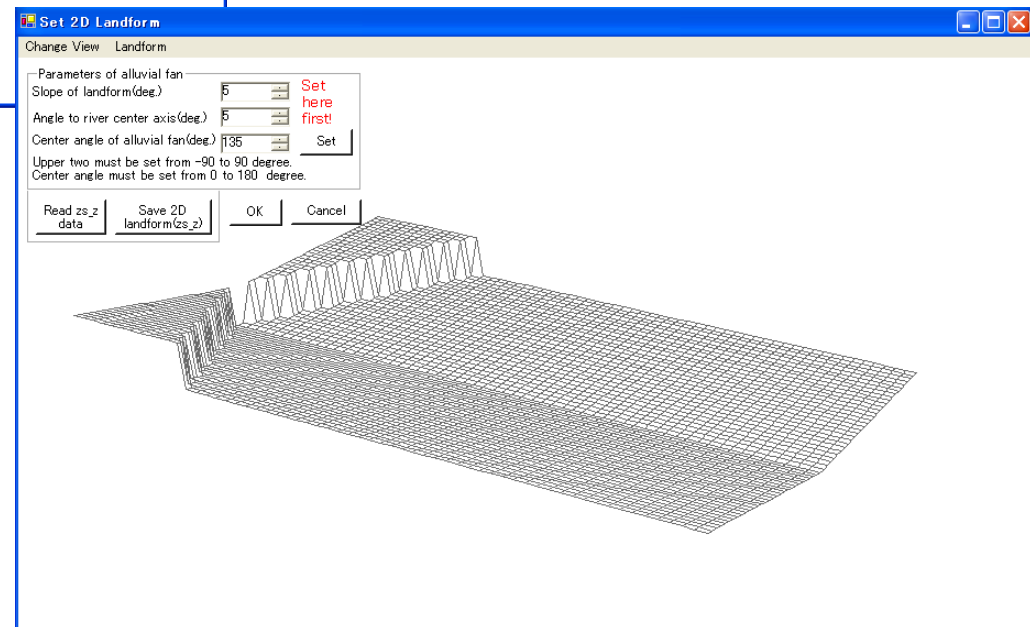 Set 2D Landform
Change View Landform
Parameters of alluvial fan
Slope of landform(deg.) 5
Set
here
first!
Angle to river center axis(deg.) 5
Center angle of alluvial fan(deg.) 135 Set
Upper two must be set from -90 to 90 degree.
Center angle must be set from 0 to 180 degree.
Read zs_z
data
Save 2D
landform(zs_z)
OK
Cancel